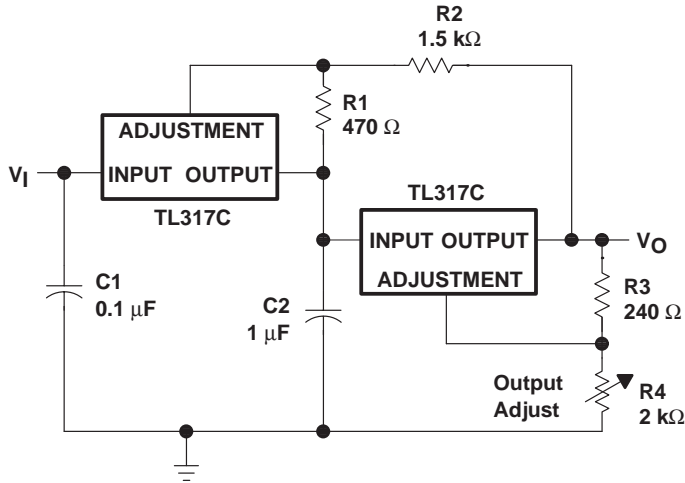 R2
1.5 kΩ
R1
470 Ω
ADJUSTMENT
VI
INPUT OUTPUT
TL317C
TL317C
INPUT OUTPUT
VO
ADJUSTMENT
C1
0.1 µF
C2
1 µF
R3
240 Ω
Output
Adjust
R4
2 kΩ